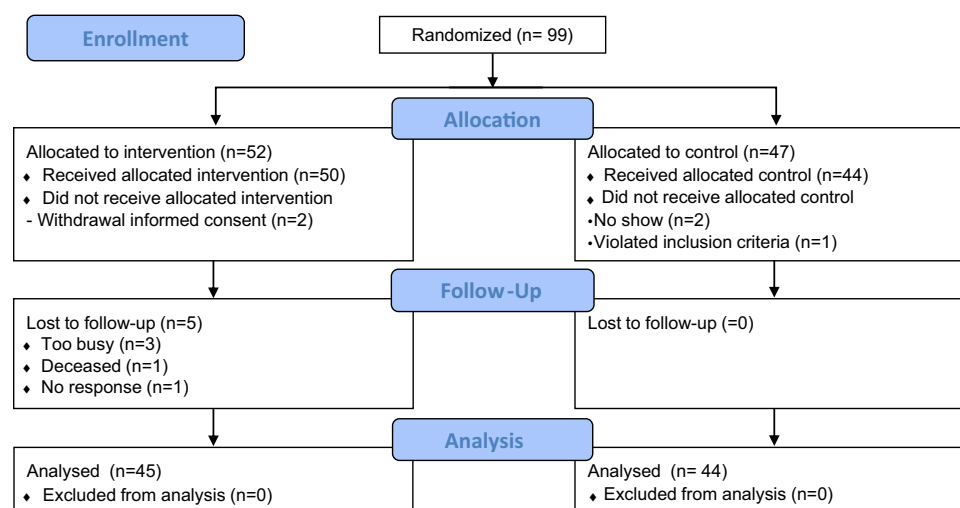 Enrollment
Randomized (n= 99)
Allocation
Allocated to intervention (n=52)
♦ Received allocated intervention (n=50)
♦ Did not receive allocated intervention
- Withdrawal informed consent (n=2)
Allocated to control (n=47)
♦ Received allocated control (n=44)
♦ Did not receive allocated control
•No show (n=2)
•Violated inclusion criteria (n=1)
Follow-Up
Lost to follow-up (n=5)
♦ Too busy (n=3)
♦ Deceased (n=1)
♦ No response (n=1)
Lost to follow-up (=0)
Analysis
Analysed (n=45)
♦ Excluded from analysis (n=0)
Analysed (n= 44)
♦ Excluded from analysis (n=0)